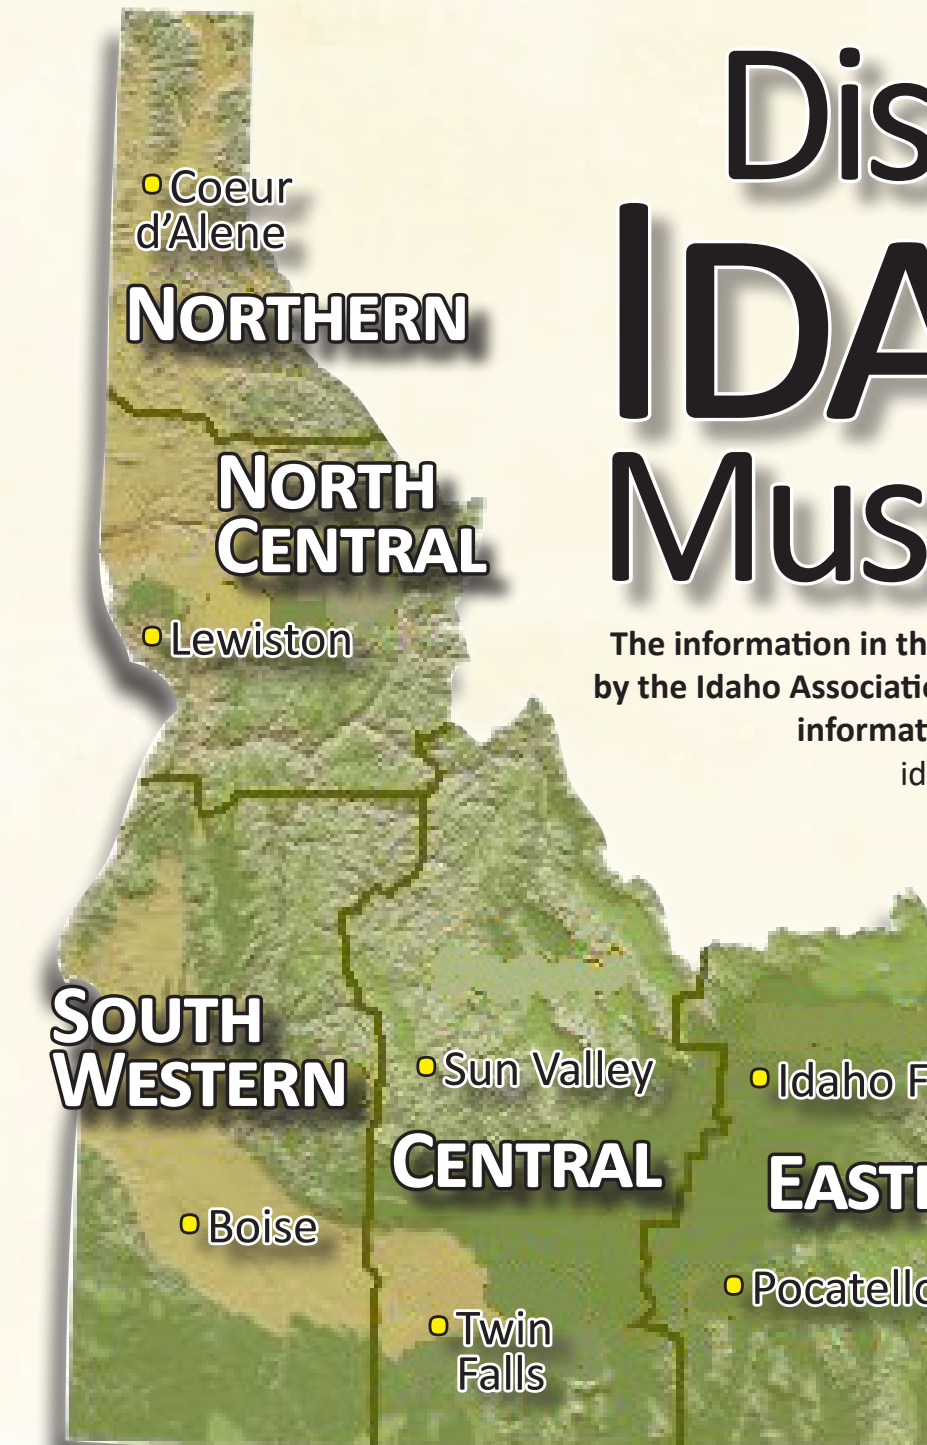 Dis
IDA
Mus
The information in th
by the Idaho Associati
informat
id
Coeur
d'Alene
NORTHERN
NORTH
CENTRAL
Lewiston
SOUTH
WESTERN
Sun Valley
Idaho F
CENTRAL
EAST
Boise
Pocatello
Twin
Falls